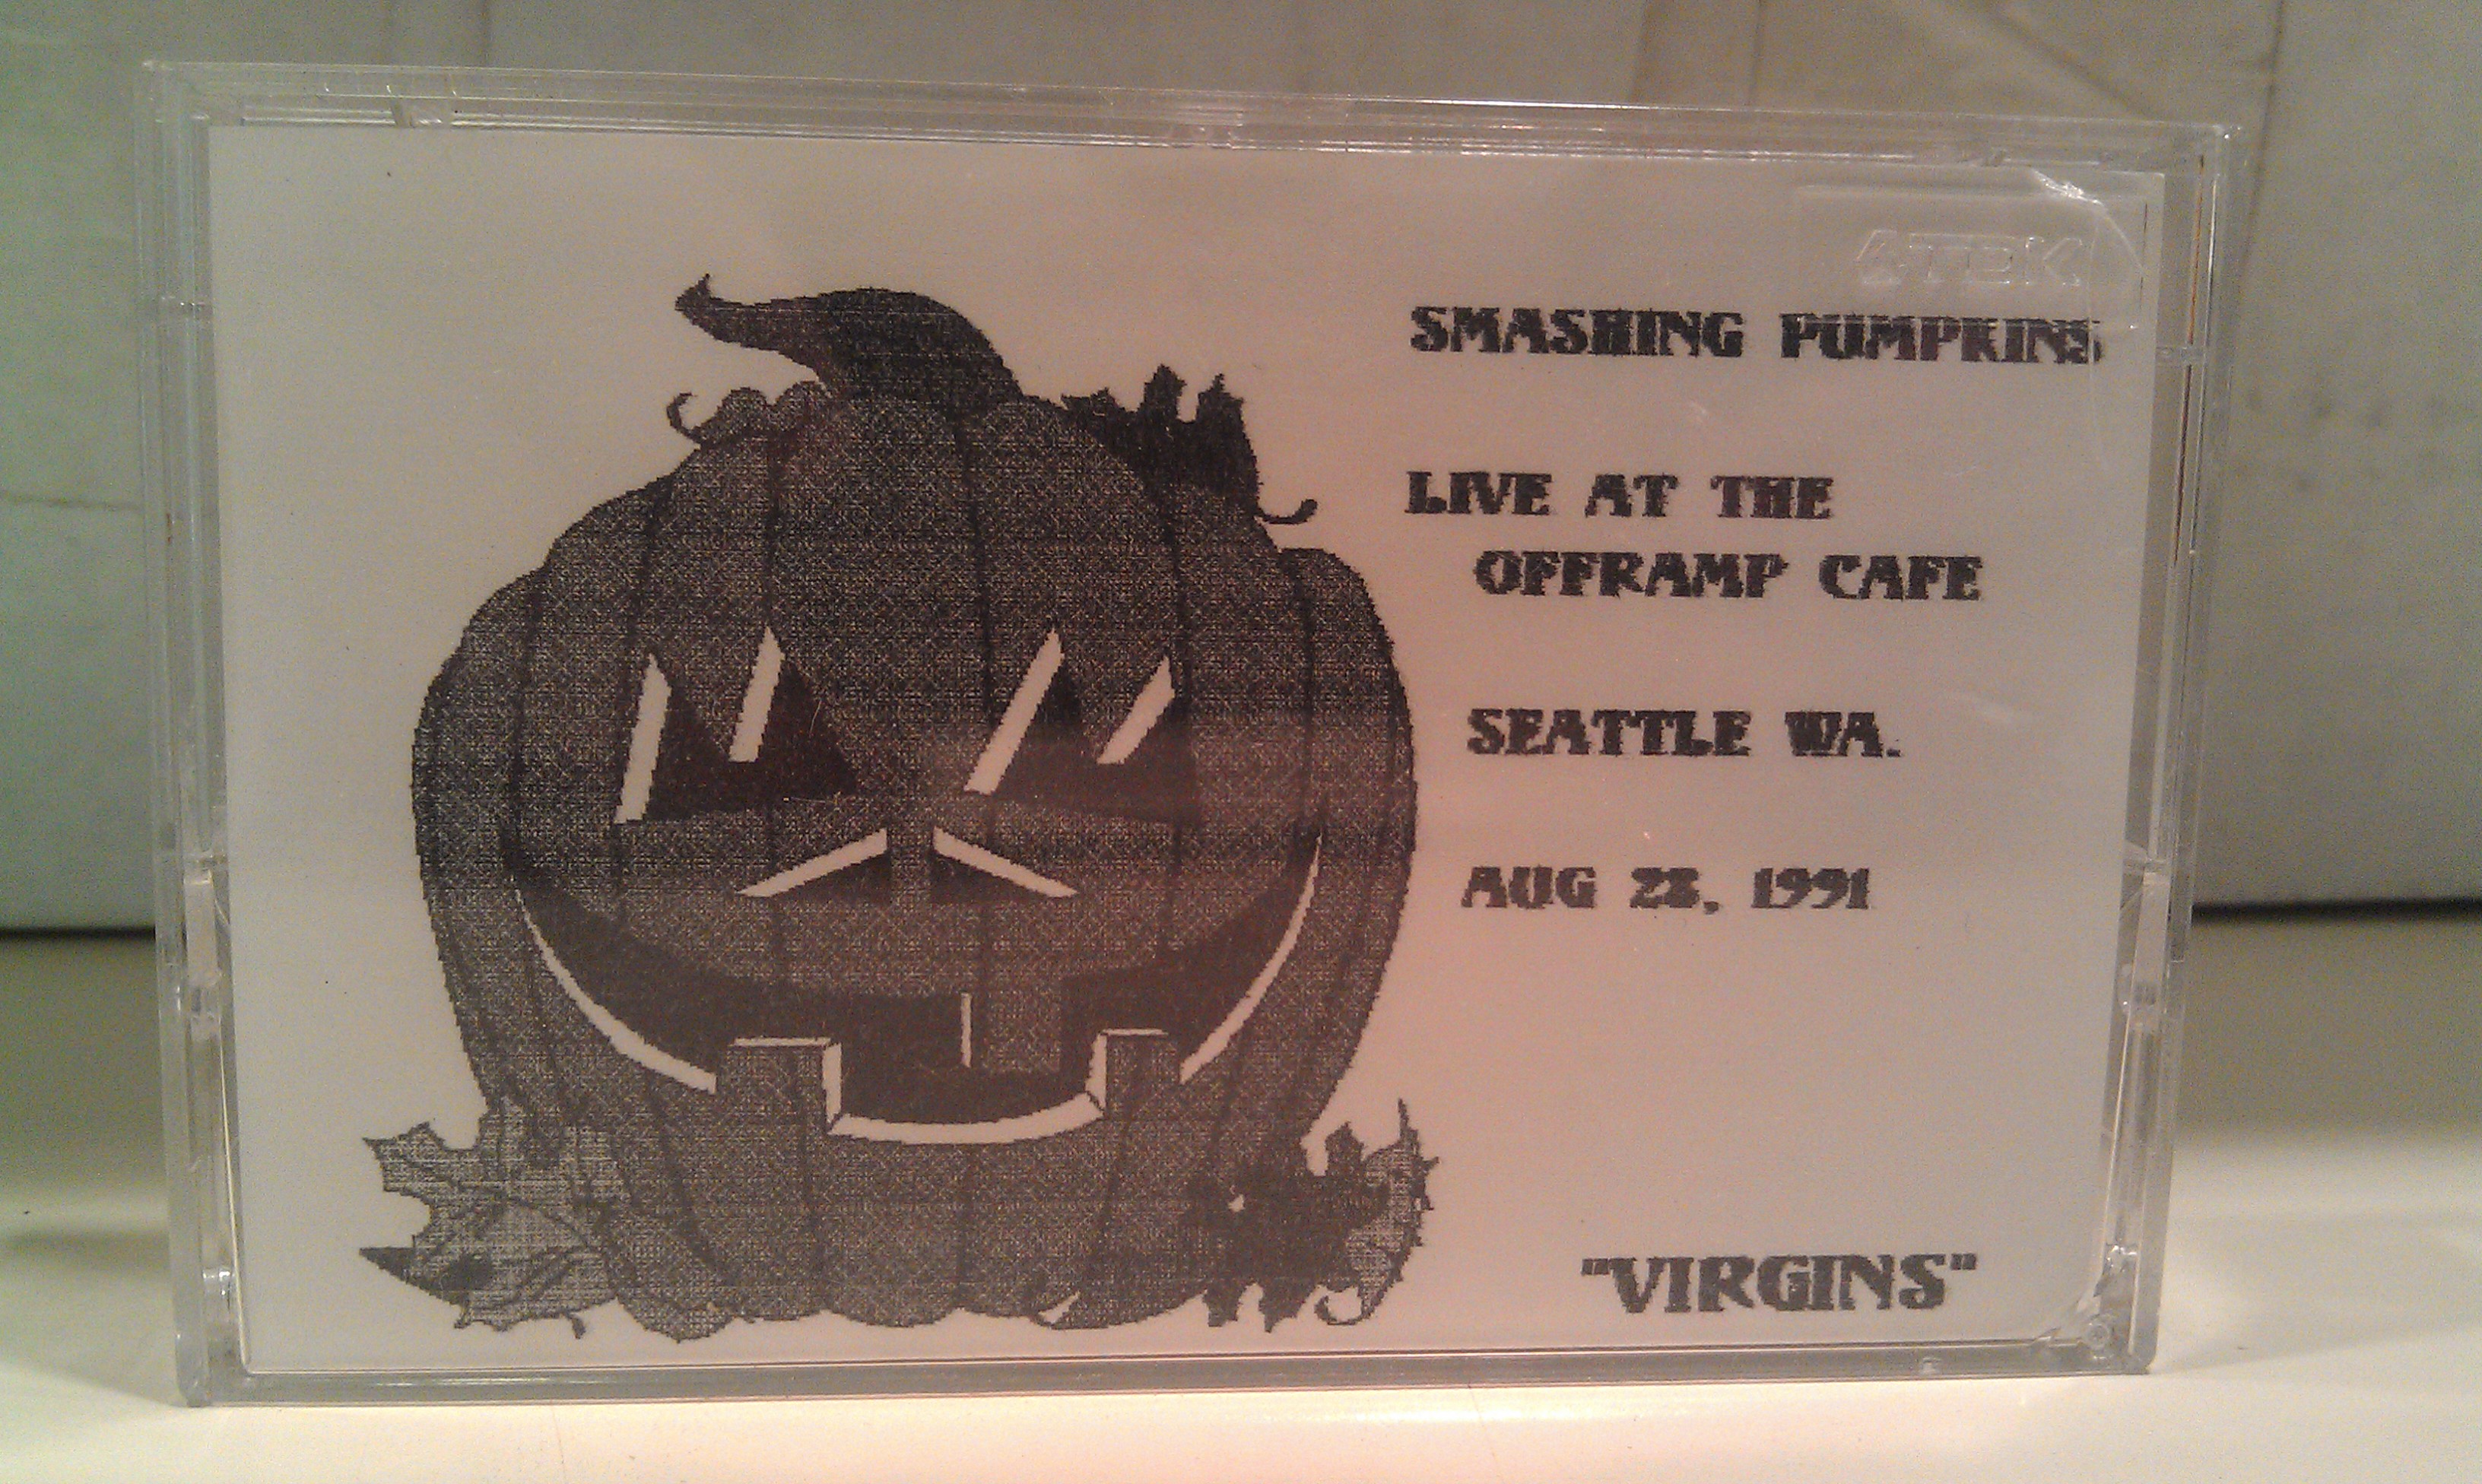 TDK
SMASHING PUMPKINS
LIVE AT THE
OFFRAMP CAFE
SEATTLE WA.
AUG 28, 1991
"VIRGINS"